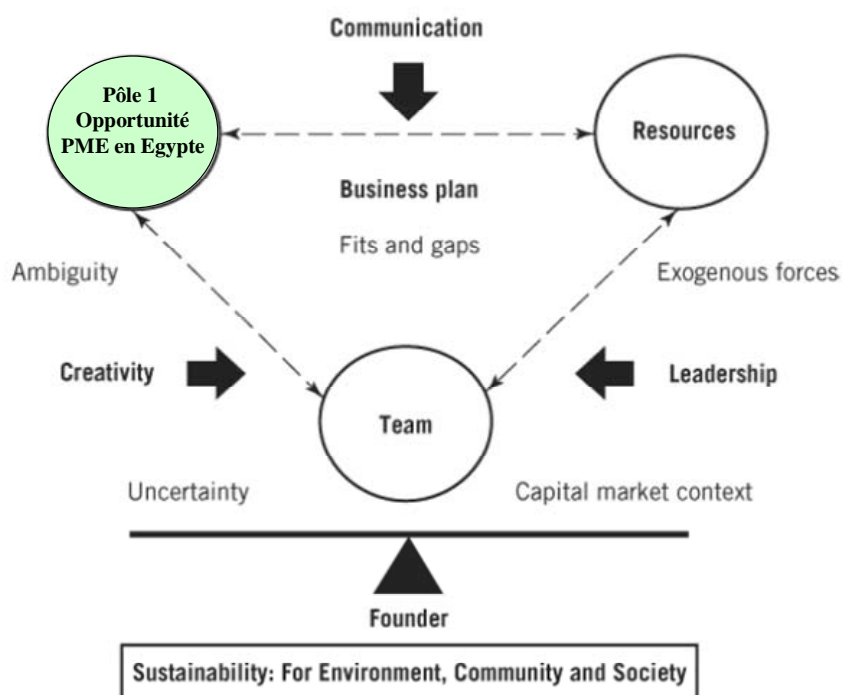 Communication
Pôle 1
Opportunité
PME en Egypte
Resources
Business plan
Fits and gaps
Ambiguity
Exogenous forces
Creativity
Leadership
Team
Uncertainty
Capital market context
Founder
Sustainability: For Environment, Community and Society